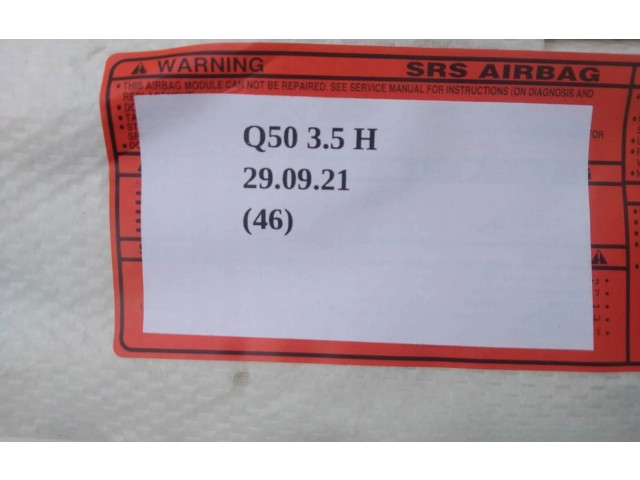 WARNING SRS AIRBAG
• THIS AIRBAG MODULE CAN NOT BE REPAIRED. SEE SERVICE MANUAL FOR INSTRUCTIONS (ON DIAGNOSIS AND
Q50 3.5 H
29.09.21
(46)